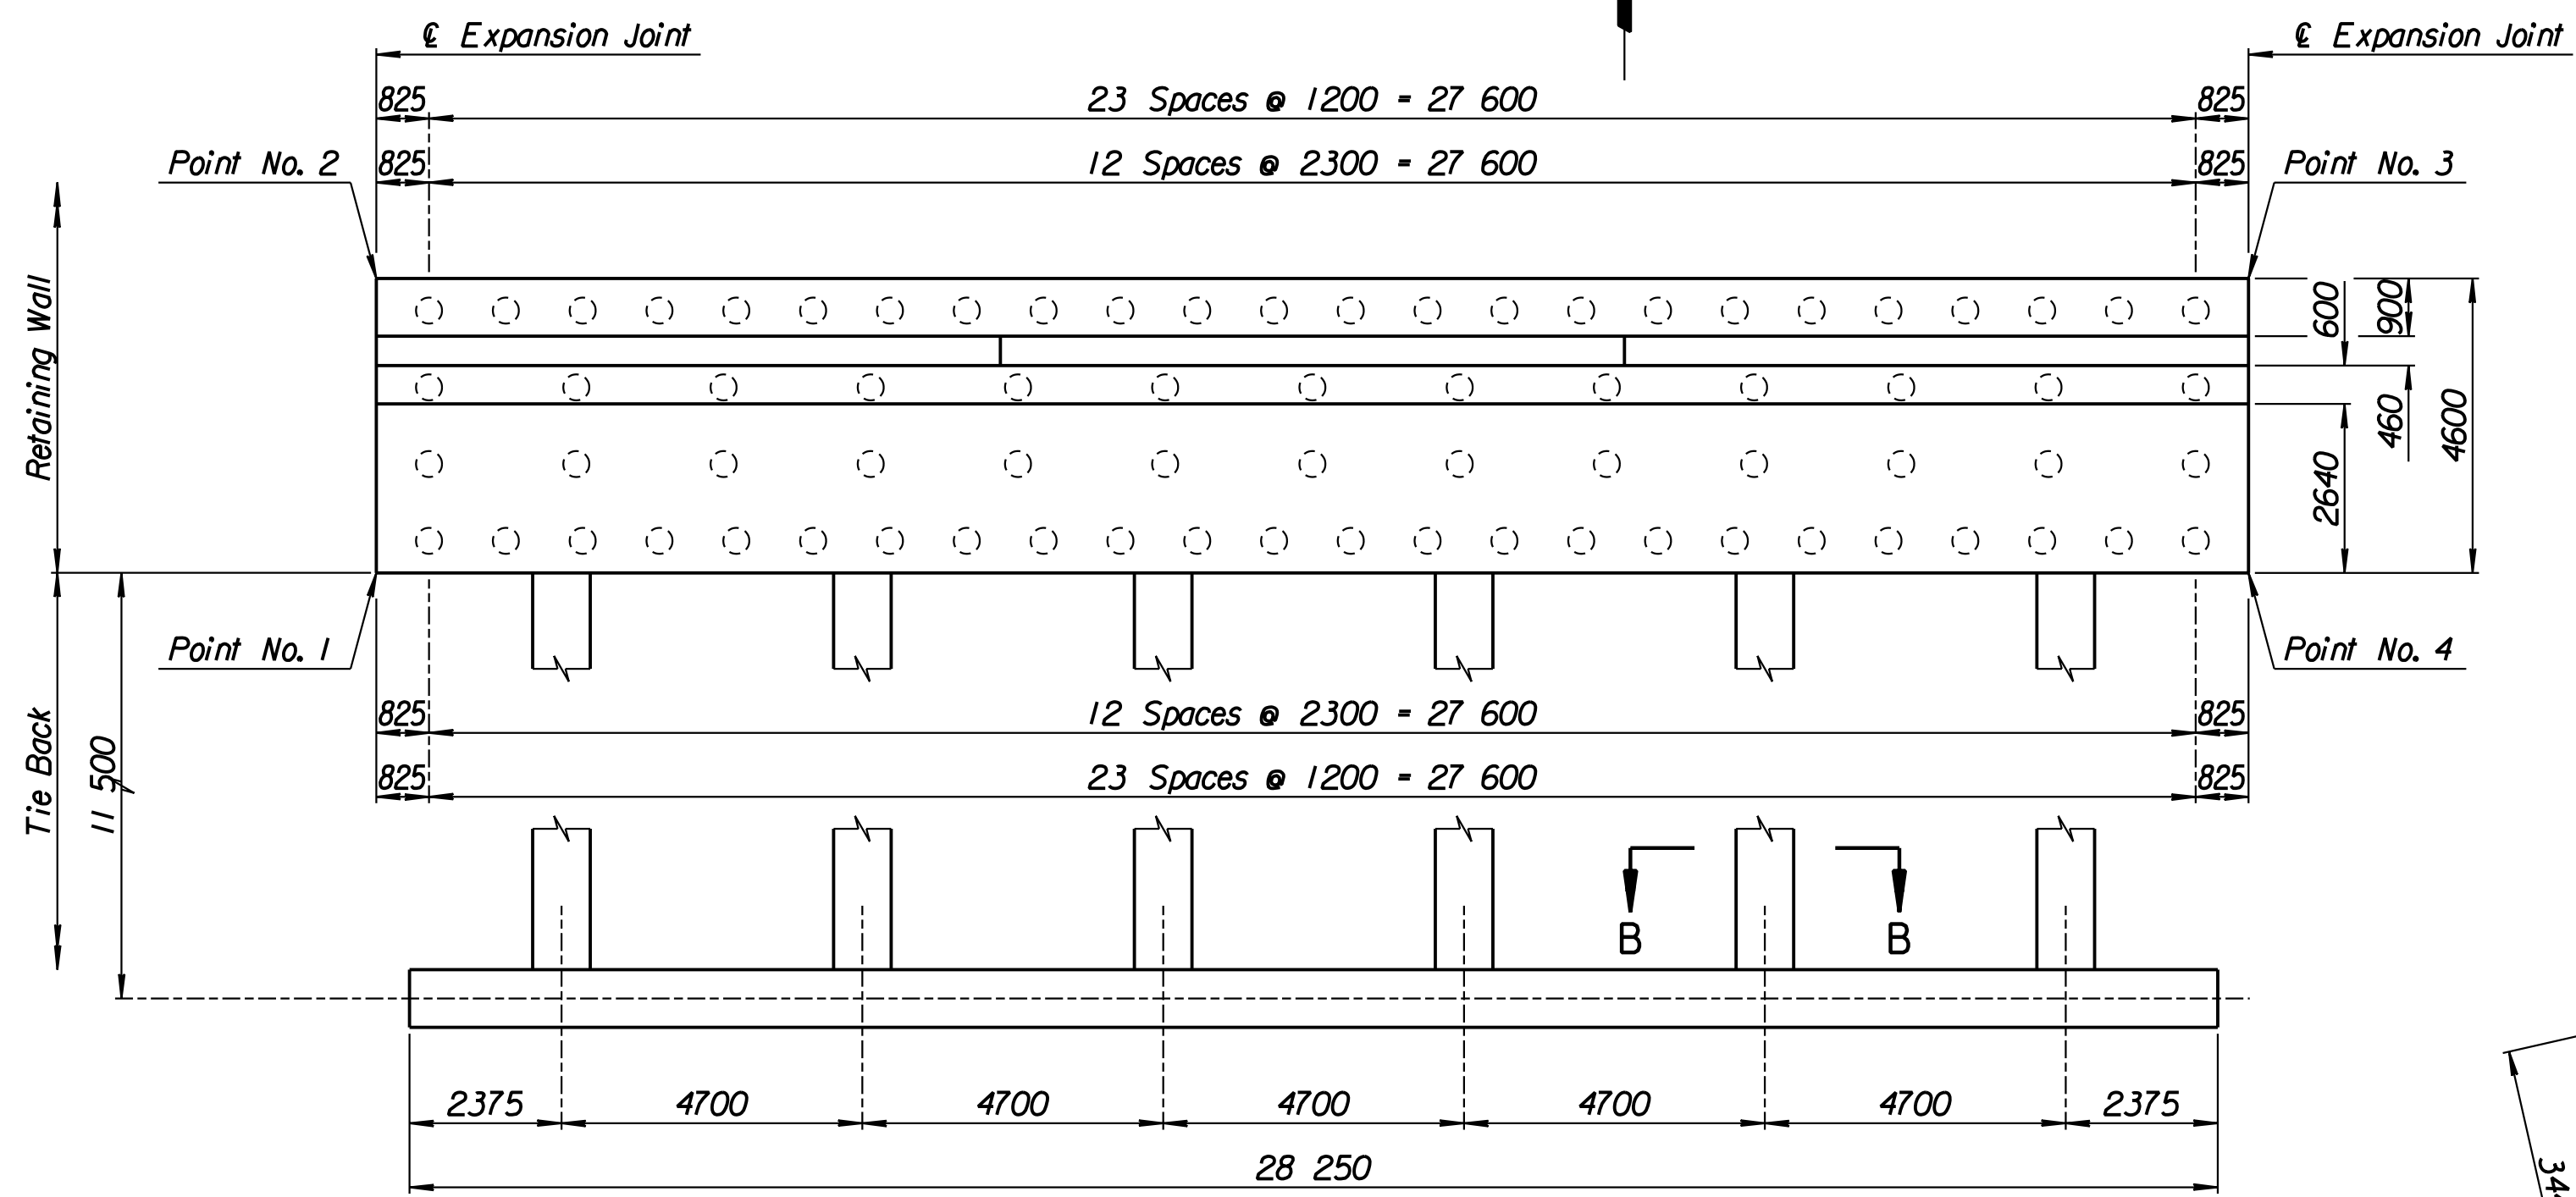 ℄ Expansion Joint
℄ Expansion Joint
825
23 Spaces @ 1200 = 27 600
825
Point No. 2
825
12 Spaces @ 2300 = 27 600
825
Point No. 3
Retaining Wall
600
900
460
4600
2640
Point No. 1
Point No. 4
825
12 Spaces @ 2300 = 27 600
825
Tie Back
11 500
825
23 Spaces @ 1200 = 27 600
825
B
B
2375
4700
4700
4700
4700
4700
2375
28 250